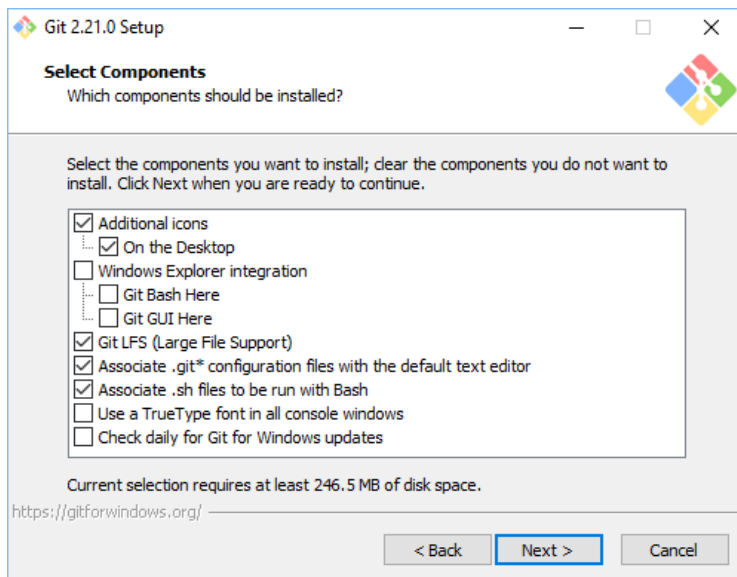 Git 2.21.0 Setup
Select Components
Which components should be installed?
Select the components you want to install; clear the components you do not want to
install. Click Next when you are ready to continue.
Additional icons
On the Desktop
Windows Explorer integration
Git Bash Here
Git GUI Here
Git LFS (Large File Support)
Associate .git* configuration files with the default text editor
Associate .sh files to be run with Bash
Use a TrueType font in all console windows
Check daily for Git for Windows updates
Current selection requires at least 246.5 MB of disk space.
https://gitforwindows.org/
< Back Next > Cancel